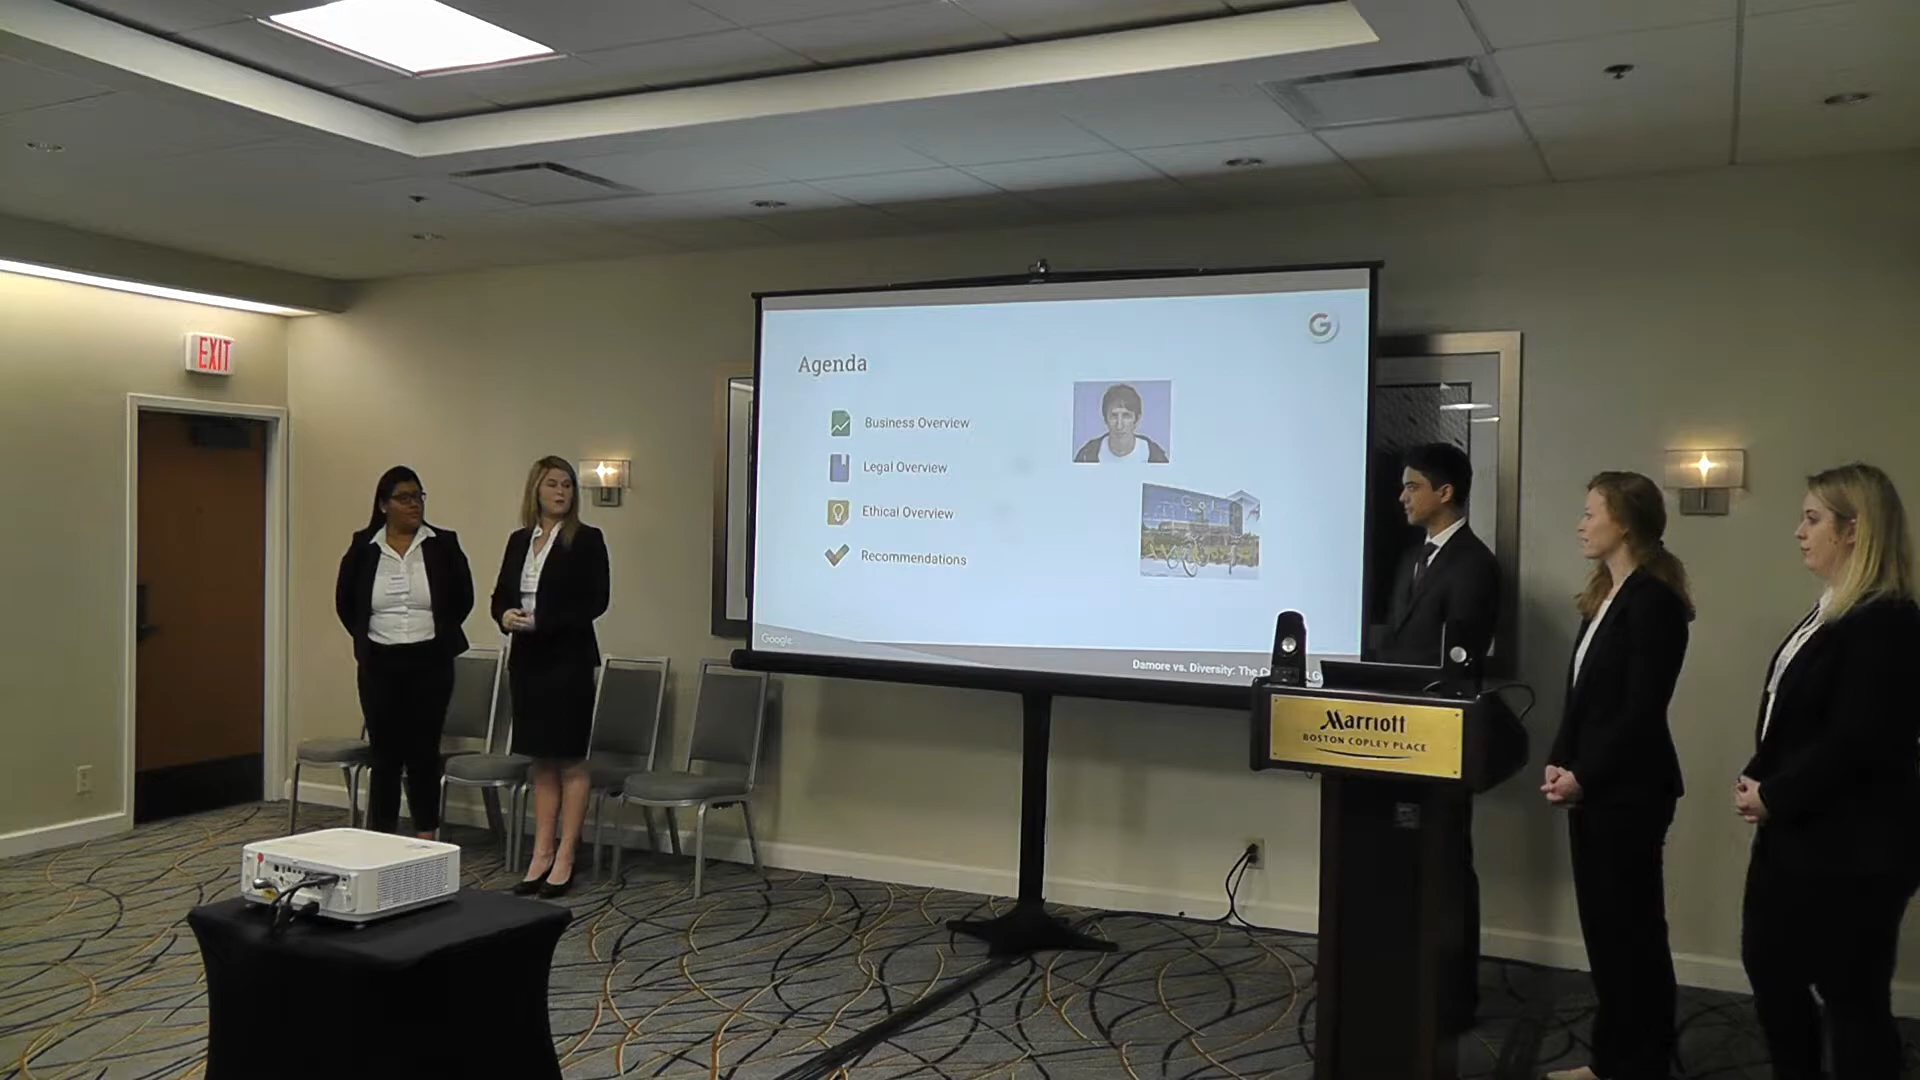 EXIT
G
Agenda
Business Overview
Legal Overview
Ethical Overview
Recommendations
Google
Damore vs. Diversity: The
Marriott
BOSTON COPLEY PLACE